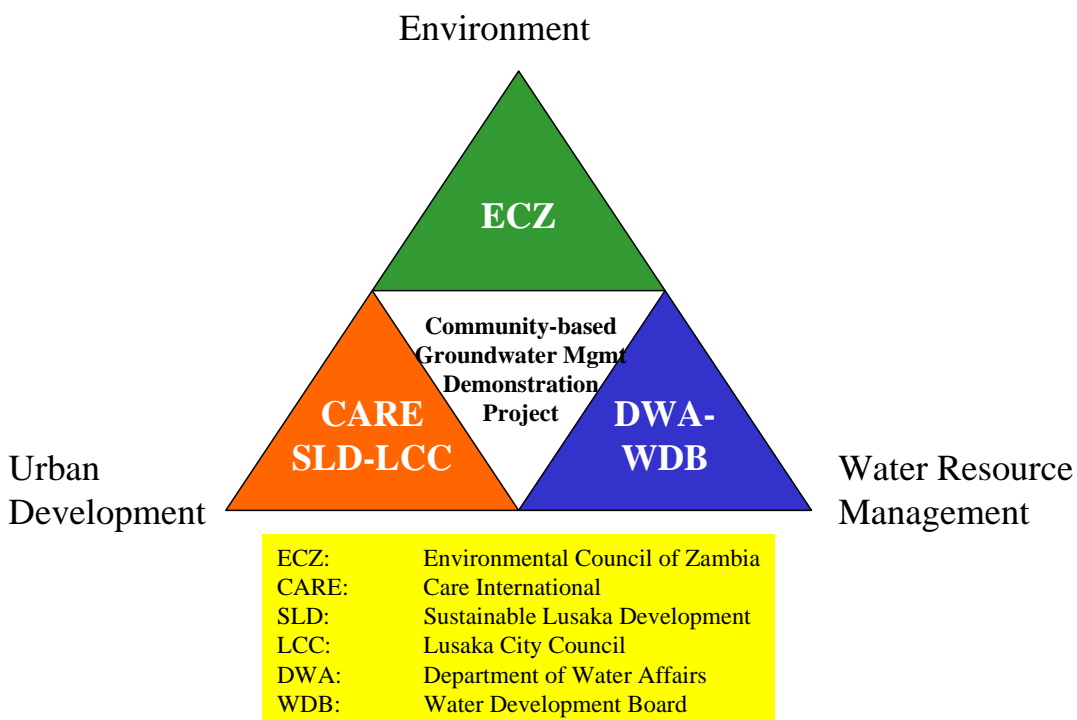 Environment
ECZ
Community-based
Groundwater Mgmt
Demonstration
Project
CARE
SLD-LCC
DWA-
WDB
Urban
Development
Water Resource
Management
ECZ: Environmental Council of Zambia
CARE: Care International
SLD: Sustainable Lusaka Development
LCC: Lusaka City Council
DWA: Department of Water Affairs
WDB: Water Development Board